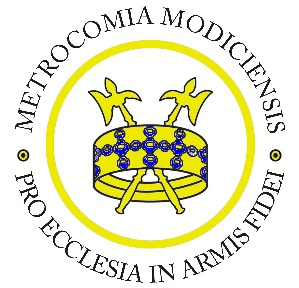 METROCOMIA MODICIENSIS
PRO ECCLESIA IN ARMIS FIDEI